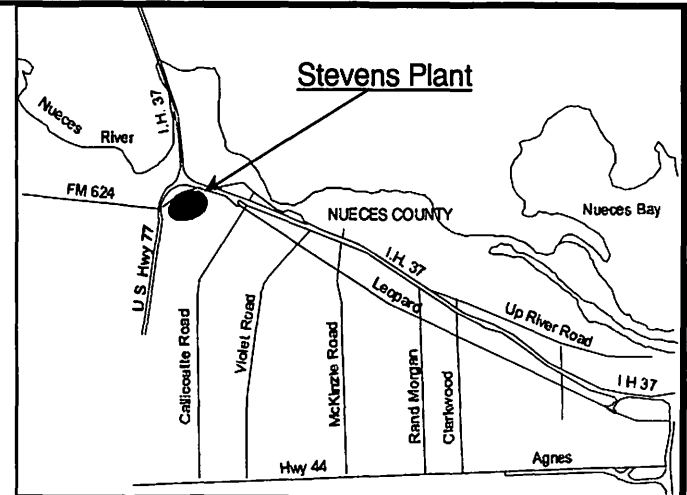 Stevens Plant
I.H. 37
Nueces
River
FM 624
NUECES COUNTY
Nueces Bay
U S Hwy 77
I.H. 37
Leopard
Up River Road
Callicoatte Road
Violet Road
McKinzie Road
Rand Morgan
Clarkwood
I H 37
Hwy 44
Agnes